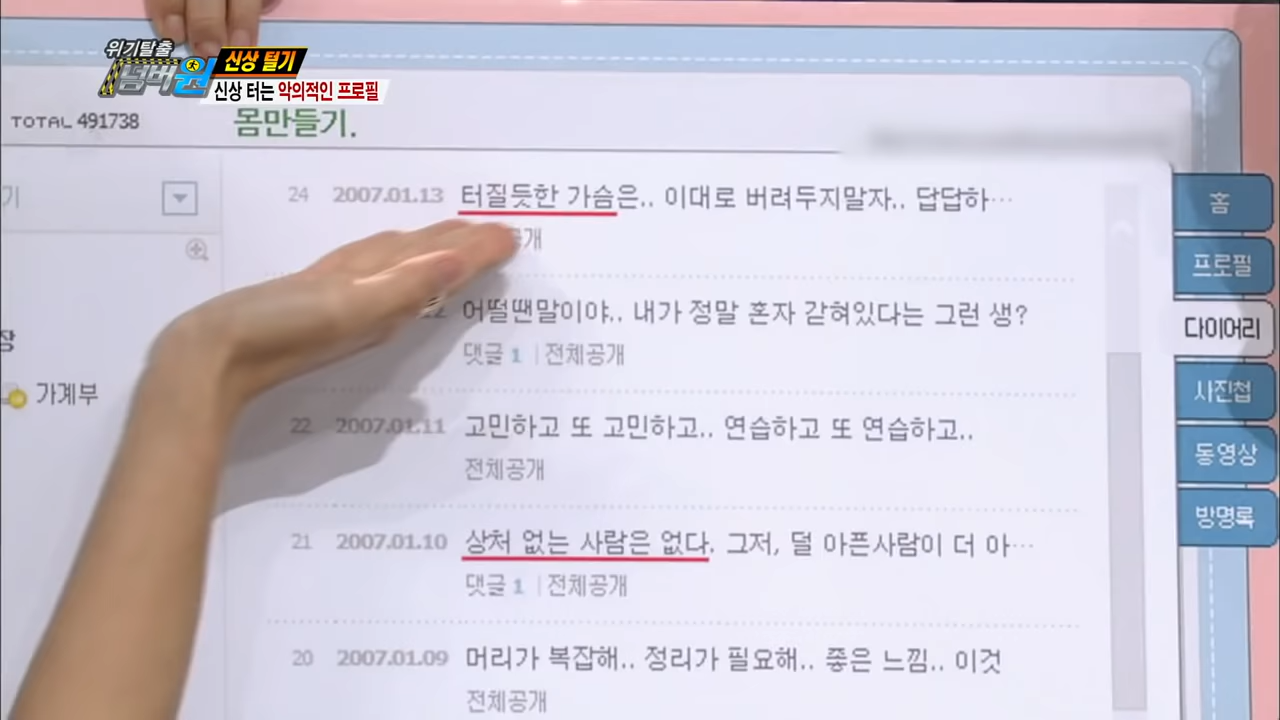 위기탈출
넘버원
신상 털기
신상 터는 악의적인 프로필
TOTAL 491738
몸만들기.
기
24 2007.01.13 터질듯한 가슴은.. 이대로 버려두지말자.. 답답하…
공개
어떨땐말이야.. 내가 정말 혼자 갇혀있다는 그런 생?
댓글 1 | 전체공개
22 2007.01.11 고민하고 또 고민하고.. 연습하고 또 연습하고..
전체공개
21 2007.01.10 상처 없는 사람은 없다. 그저, 덜 아픈사람이 더 아…
댓글 1 | 전체공개
20 2007.01.09 머리가 복잡해.. 정리가 필요해.. 좋은 느낌.. 이것
전체공개
장
가계부
홈
프로필
다이어리
사진첩
동영상
방명록